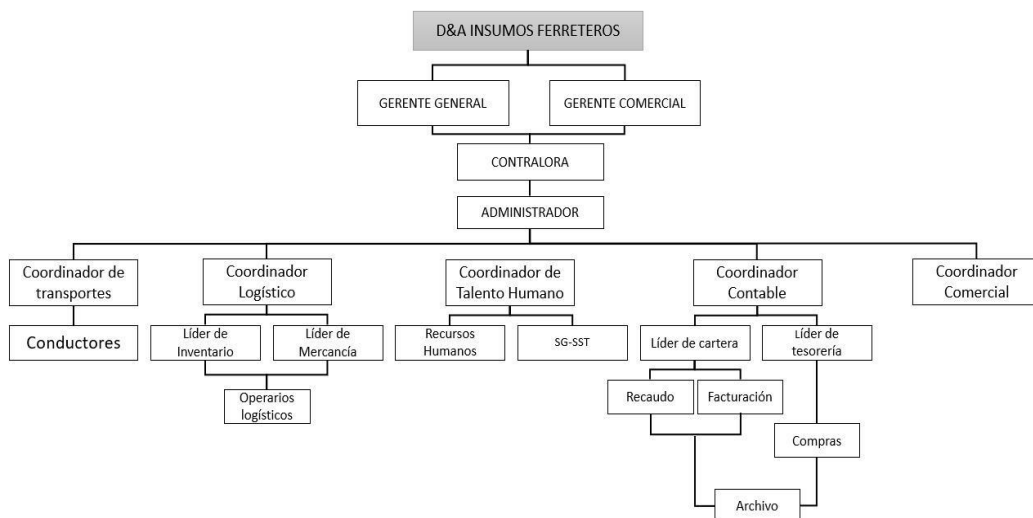 D&A INSUMOS FERRETEROS
GERENTE GENERAL
GERENTE COMERCIAL
CONTRALORA
ADMINISTRADOR
Coordinador de
transportes
Coordinador
Logístico
Coordinador de
Talento Humano
Coordinador
Contable
Coordinador
Comercial
Conductores
Líder de
Inventario
Líder de
Mercancía
Recursos
Humanos
SG-SST
Líder de cartera
Líder de
tesorería
Operarios
logísticos
Recaudo
Facturación
Compras
Archivo